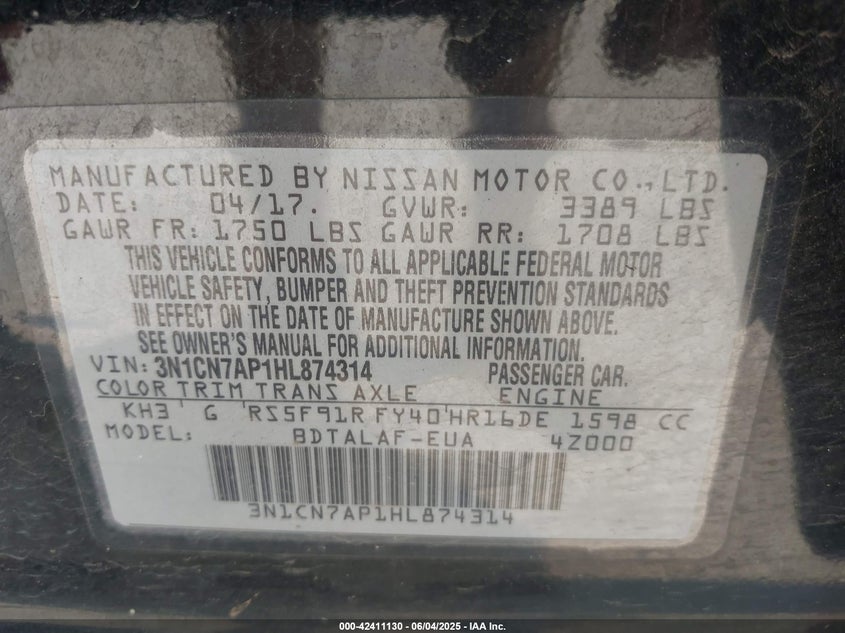 MANUFACTURED BY NISSAN MOTOR CO., LTD.
DATE: 04/17. GVWR: 3389 LBS
GAWR FR: 1750 LBS GAWR RR: 1708 LBS
THIS VEHICLE CONFORMS TO ALL APPLICABLE FEDERAL MOTOR
VEHICLE SAFETY, BUMPER AND THEFT PREVENTION STANDARDS
IN EFFECT ON THE DATE OF MANUFACTURE SHOWN ABOVE.
SEE OWNER'S MANUAL FOR ADDITIONAL INFORMATION.
VIN: 3N1CN7AP1HL874314 PASSENGER CAR.
COLOR TRIM TRANS AXLE ENGINE
KH3 G RS5F91R FY40 HR16DE 1598 CC
MODEL: BDTALAF-EUA 4Z000
3N1CN7AP1HL874314
000-42411130 - 06/04/2025 - IAA Inc.